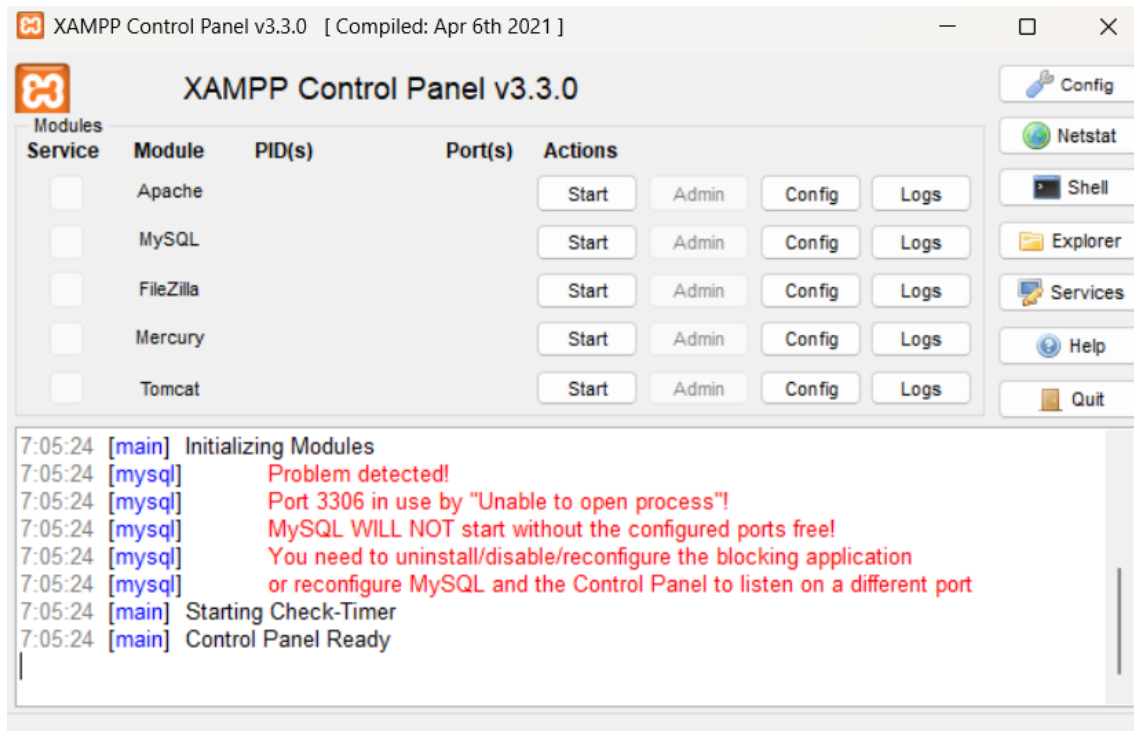 XAMPP Control Panel v3.3.0 [ Compiled: Apr 6th 2021 ]
XAMPP Control Panel v3.3.0
Config
Modules
Service Module PID(s) Port(s) Actions
Netstat
Apache Start Admin Config Logs
Shell
MySQL Start Admin Config Logs
Explorer
FileZilla Start Admin Config Logs
Services
Mercury Start Admin Config Logs
Help
Tomcat Start Admin Config Logs
Quit
7:05:24 [main] Initializing Modules
7:05:24 [mysql] Problem detected!
7:05:24 [mysql] Port 3306 in use by "Unable to open process"!
7:05:24 [mysql] MySQL WILL NOT start without the configured ports free!
7:05:24 [mysql] You need to uninstall/disable/reconfigure the blocking application
7:05:24 [mysql] or reconfigure MySQL and the Control Panel to listen on a different port
7:05:24 [main] Starting Check-Timer
7:05:24 [main] Control Panel Ready